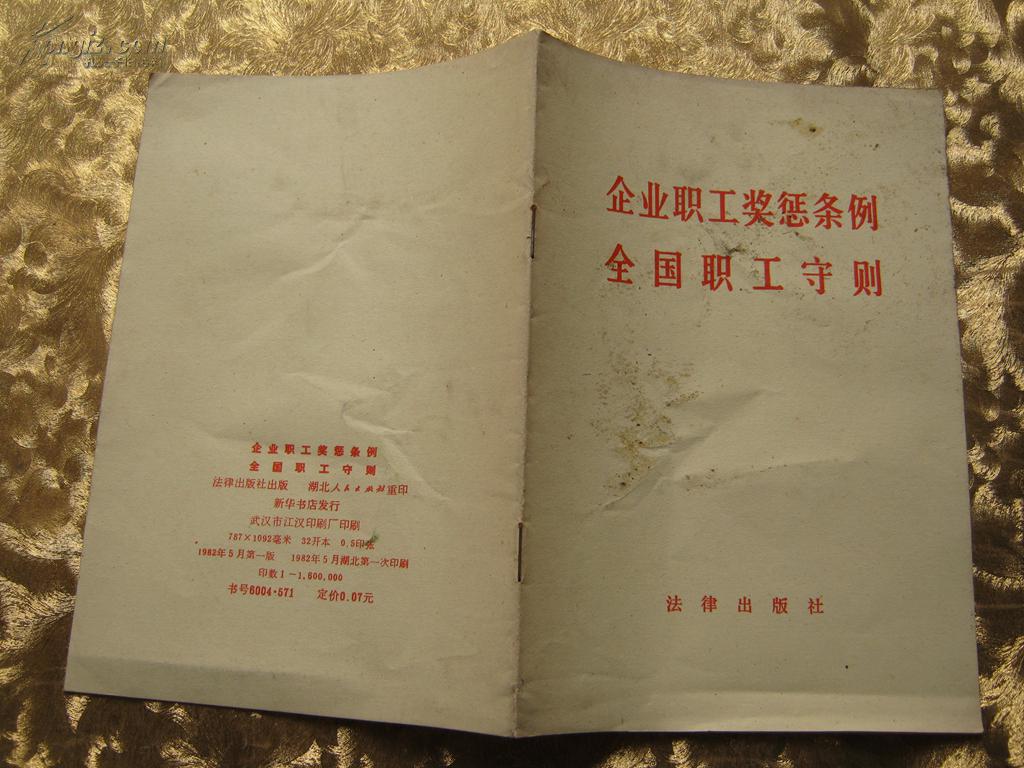 企业职工奖惩条例
全国职工守则
法律出版社
企业职工奖惩条例
全国职工守则
法律出版社出版 湖北人民出版社重印
新华书店发行
武汉市江汉印刷厂印刷
787×1092毫米 32开本 0.5印张
1982年5月第一版 1982年5月湖北第一次印刷
印数1-1,600,000
书号6004·571 定价0.07元